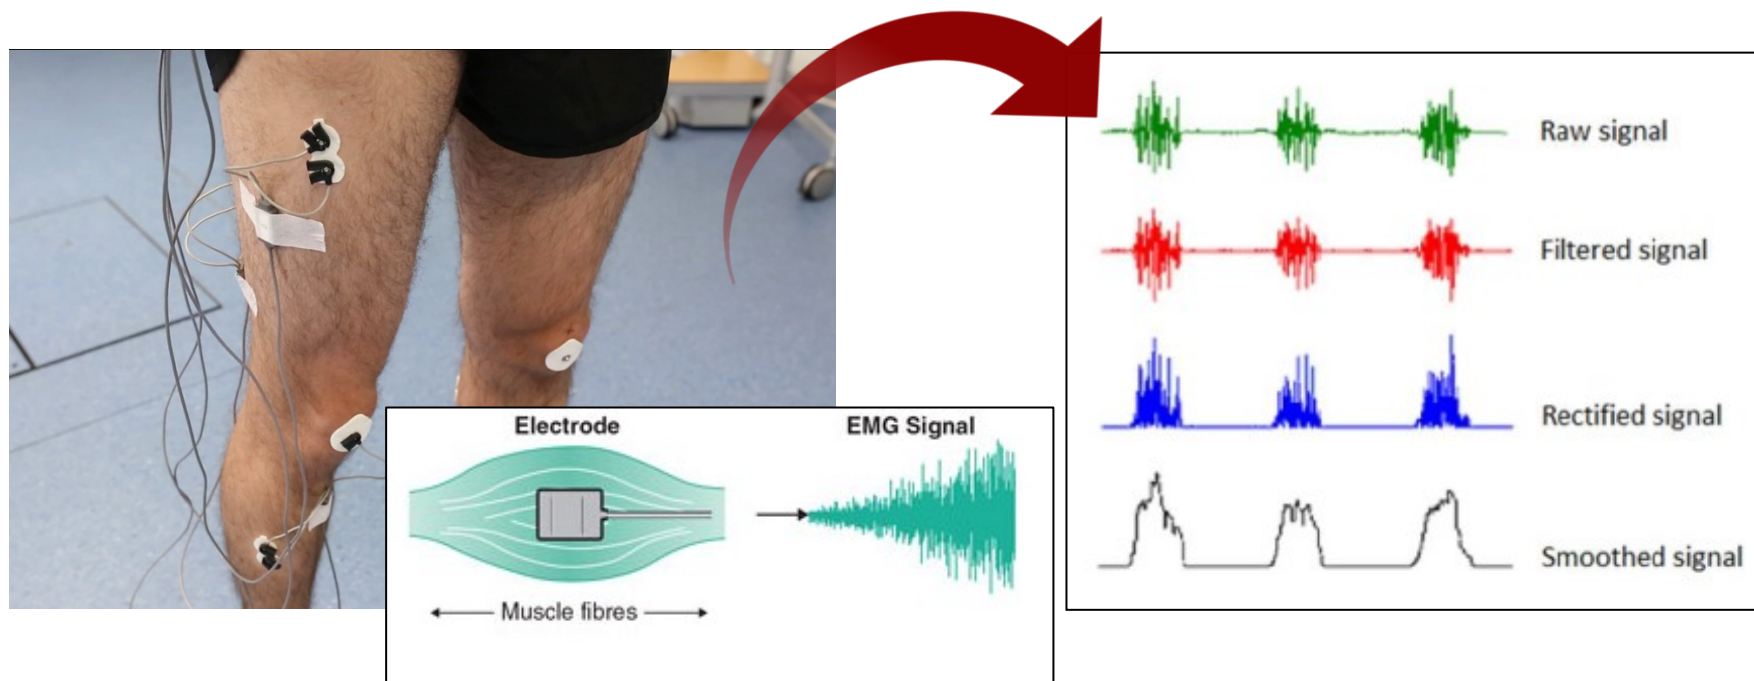 Electrode
EMG Signal
Muscle fibres
Raw signal
Filtered signal
Rectified signal
Smoothed signal